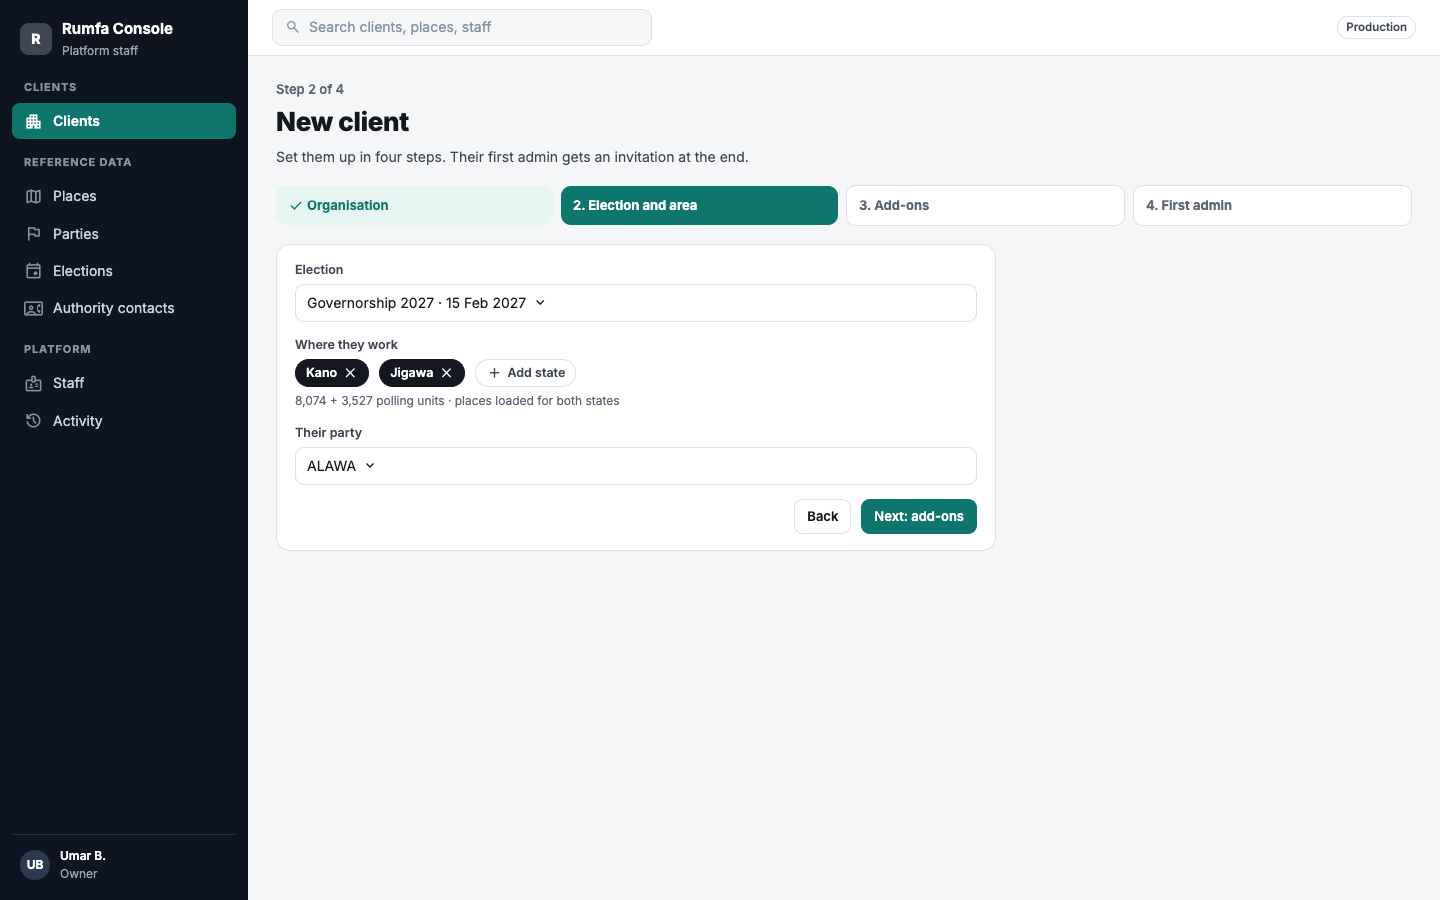 R
Rumfa Console
Platform staff
CLIENTS
Clients
REFERENCE DATA
Places
Parties
Elections
Authority contacts
PLATFORM
Staff
Activity
UB
Umar B.
Owner
Search clients, places, staff
Production
Step 2 of 4
New client
Set them up in four steps. Their first admin gets an invitation at the end.
Organisation
2. Election and area
3. Add-ons
4. First admin
Election
Governorship 2027 · 15 Feb 2027
Where they work
Kano
Jigawa
Add state
8,074 + 3,527 polling units · places loaded for both states
Their party
ALAWA
Back
Next: add-ons